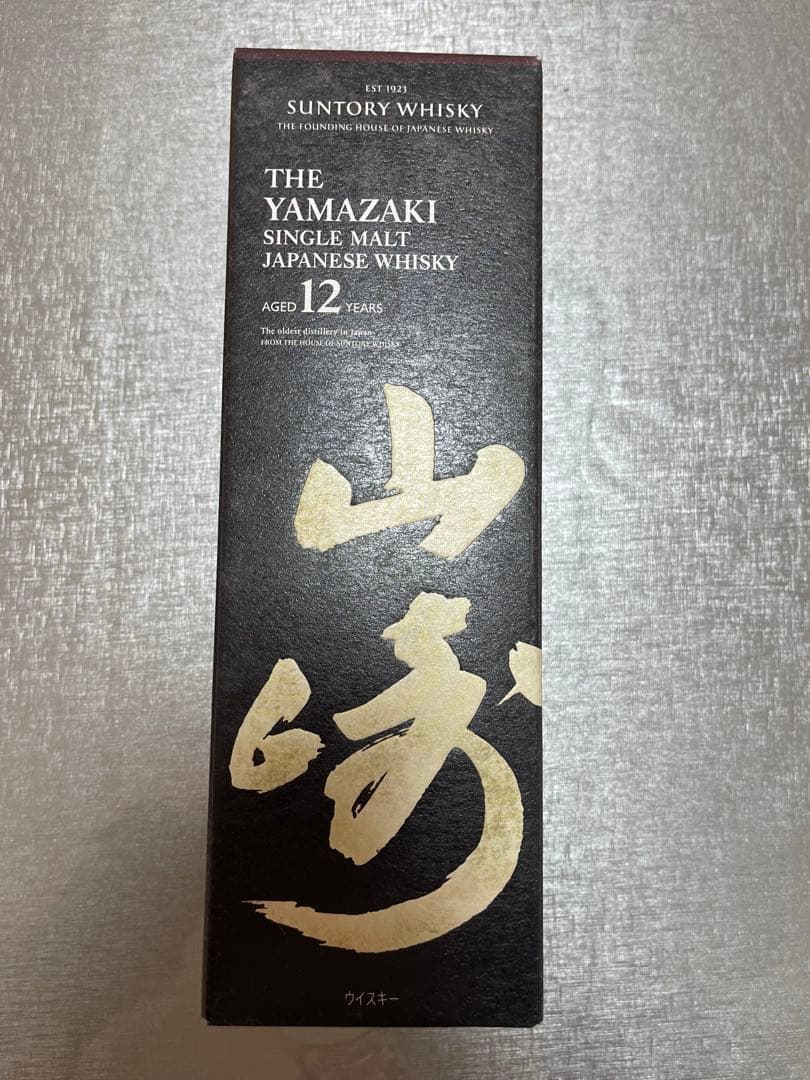 EST 1923
SUNTORY WHISKY
THE FOUNDING HOUSE OF JAPANESE WHISKY
THE
YAMAZAKI
SINGLE MALT
JAPANESE WHISKY
AGED 12 YEARS
The oldest distillery in Japan
FROM THE HOUSE OF SUNTORY WHISKY
山
崎
ウイスキー